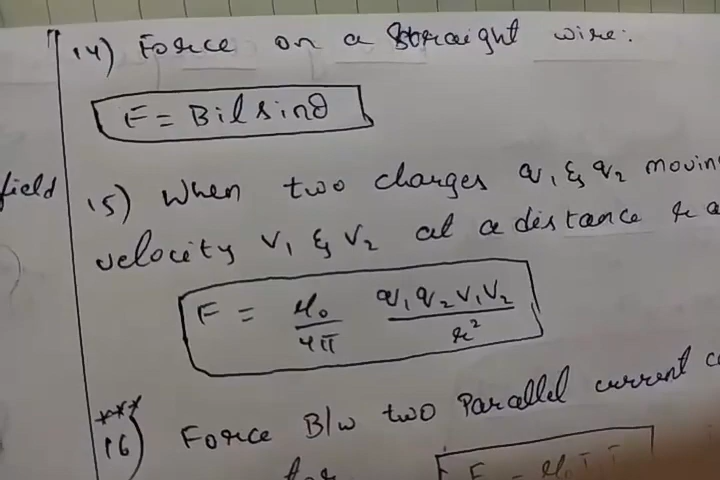 14) Force on a straight wire:
F = Bil sinθ
field
15) When two charges q₁ & q₂ movin
velocity V₁ & V₂ at a distance r a
F = μ₀/4π q₁q₂V₁V₂/r²
***
16) Force B/w two Parallel current c
F = μ₀